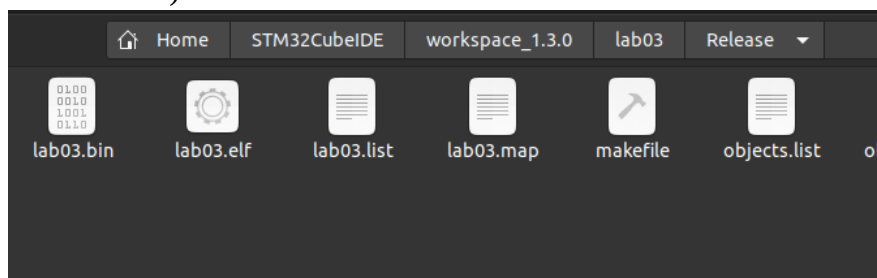 Home STM32CubeIDE workspace_1.3.0 lab03 Release
0100
0010
1001
0110
lab03.bin lab03.elf lab03.list lab03.map makefile objects.list o